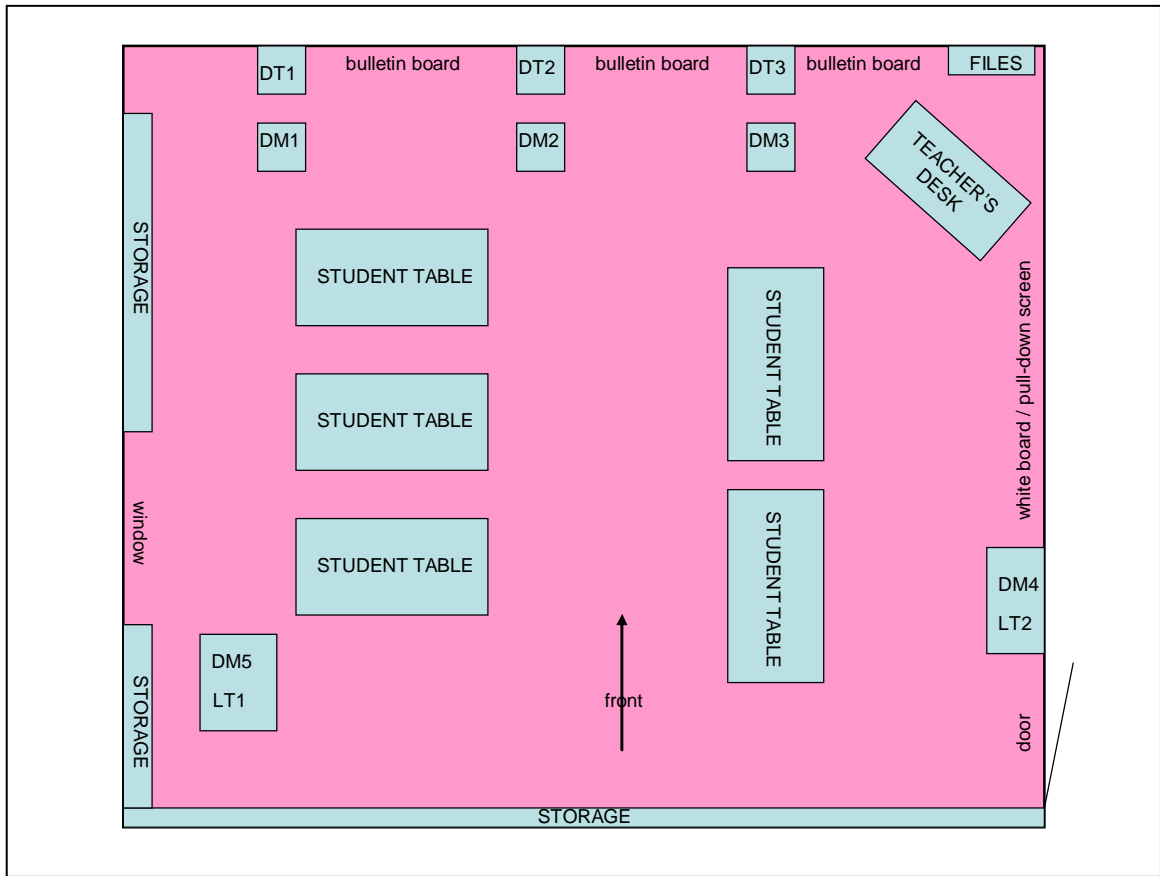 DT1
bulletin board
DT2
bulletin board
DT3
bulletin board
FILES
DM1
DM2
DM3
TEACHER'S
DESK
STORAGE
STUDENT TABLE
STUDENT TABLE
white board / pull-down screen
STUDENT TABLE
window
STUDENT TABLE
STUDENT TABLE
DM4
LT2
DM5
LT1
STORAGE
front
door
STORAGE